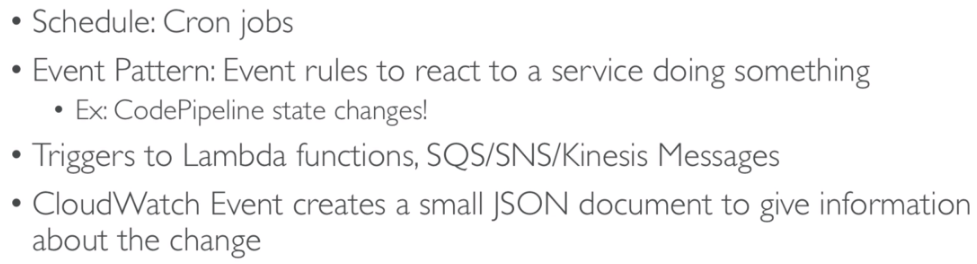 • Schedule: Cron jobs
• Event Pattern: Event rules to react to a service doing something
• Ex: CodePipeline state changes!
• Triggers to Lambda functions, SQS/SNS/Kinesis Messages
• CloudWatch Event creates a small JSON document to give information
about the change